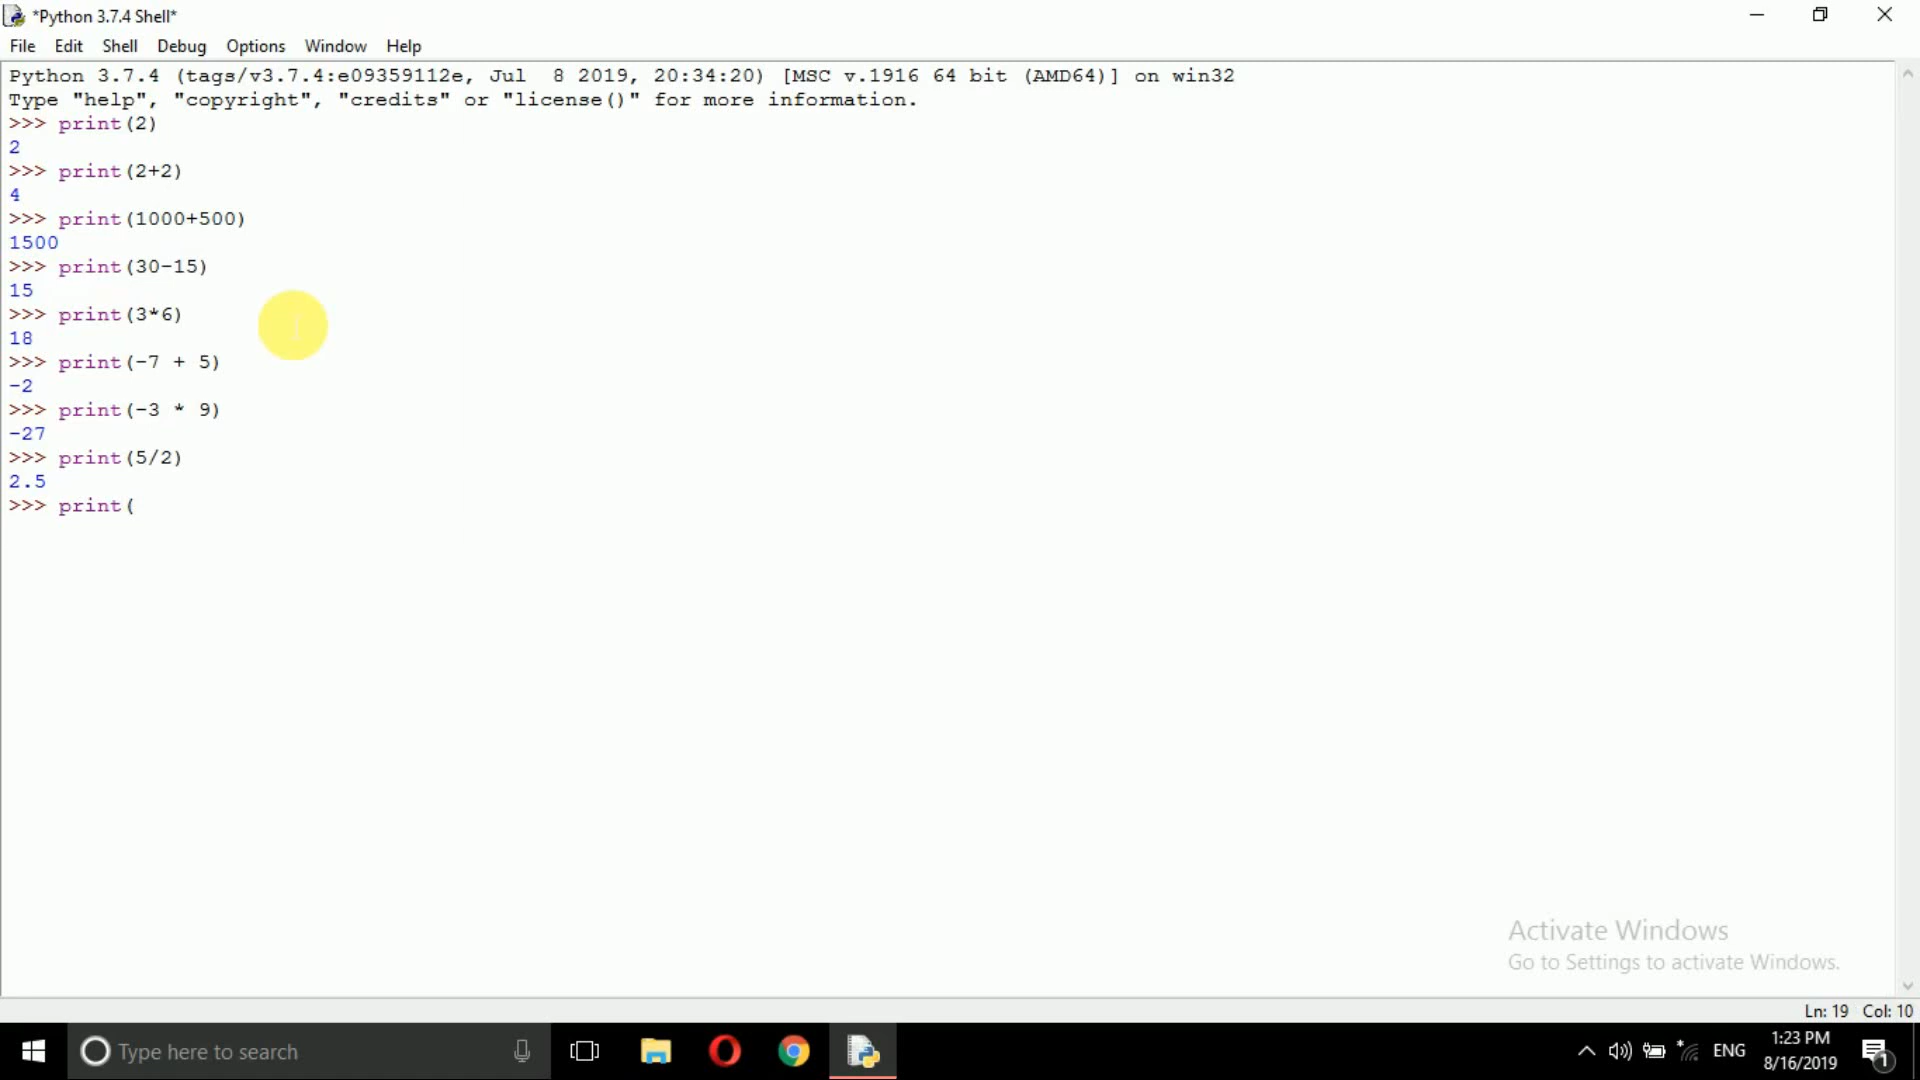 *Python 3.7.4 Shell*
File Edit Shell Debug Options Window Help
Python 3.7.4 (tags/v3.7.4:e09359112e, Jul  8 2019, 20:34:20) [MSC v.1916 64 bit (AMD64)] on win32
Type "help", "copyright", "credits" or "license()" for more information.
>>> print(2)
2
>>> print(2+2)
4
>>> print(1000+500)
1500
>>> print(30-15)
15
>>> print(3*6)
18
>>> print(-7 + 5)
-2
>>> print(-3 * 9)
-27
>>> print(5/2)
2.5
>>> print(
Activate Windows
Go to Settings to activate Windows.
Ln: 19 Col: 10
Type here to search
ENG
1:23 PM
8/16/2019
1